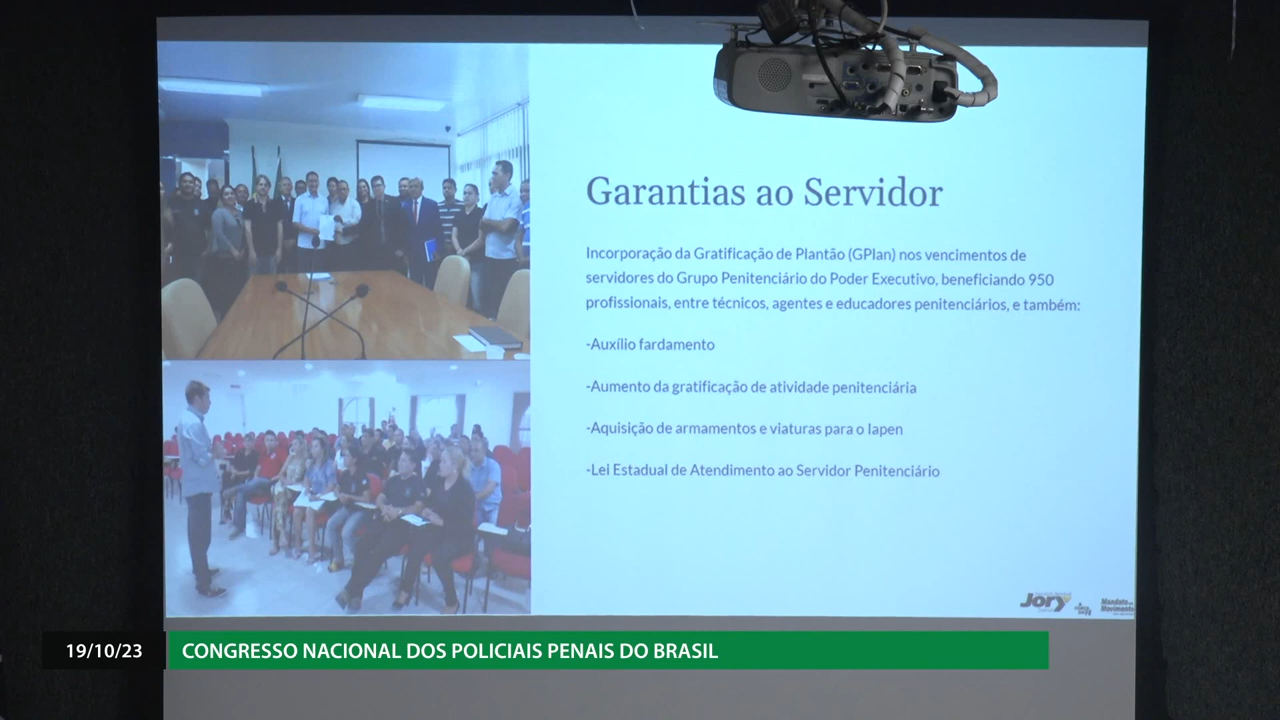 Garantias ao Servidor
Incorporação da Gratificação de Plantão (GPlan) nos vencimentos de
servidores do Grupo Penitenciário do Poder Executivo, beneficiando 950
profissionais, entre técnicos, agentes e educadores penitenciários, e também:
-Auxílio fardamento
-Aumento da gratificação de atividade penitenciária
-Aquisição de armamentos e viaturas para o Iapen
-Lei Estadual de Atendimento ao Servidor Penitenciário
Jory
Mandato
Movimento
19/10/23
CONGRESSO NACIONAL DOS POLICIAIS PENAIS DO BRASIL